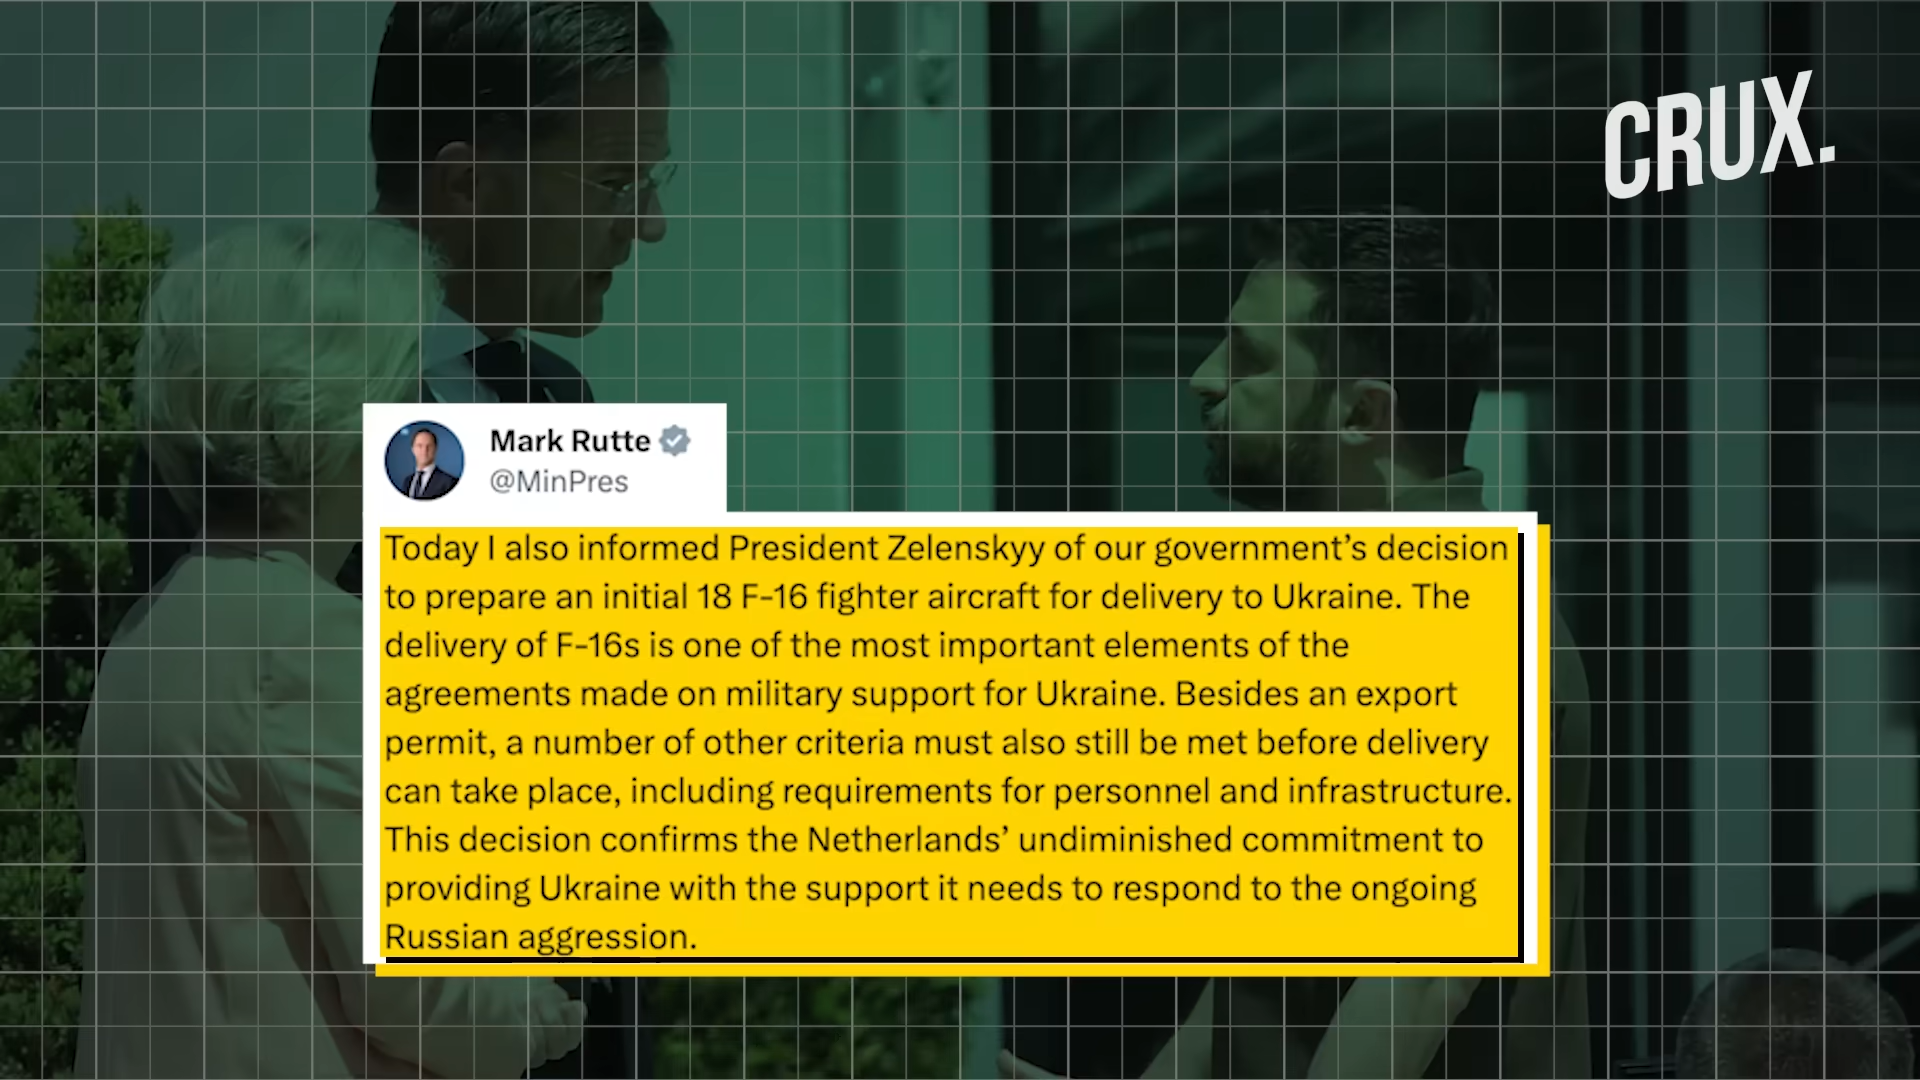 CRUX.
Mark Rutte
@MinPres
Today I also informed President Zelenskyy of our government’s decision
to prepare an initial 18 F-16 fighter aircraft for delivery to Ukraine. The
delivery of F-16s is one of the most important elements of the
agreements made on military support for Ukraine. Besides an export
permit, a number of other criteria must also still be met before delivery
can take place, including requirements for personnel and infrastructure.
This decision confirms the Netherlands’ undiminished commitment to
providing Ukraine with the support it needs to respond to the ongoing
Russian aggression.